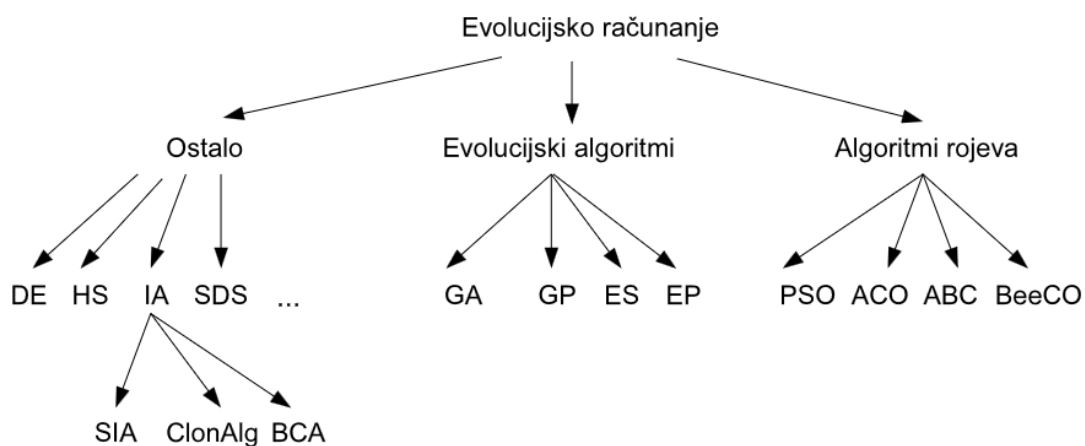 Evolucijsko računanje
Ostalo Evolucijski algoritmi Algoritmi rojeva
DE HS IA SDS ... GA GP ES EP PSO ACO ABC BeeCO
SIA ClonAlg BCA